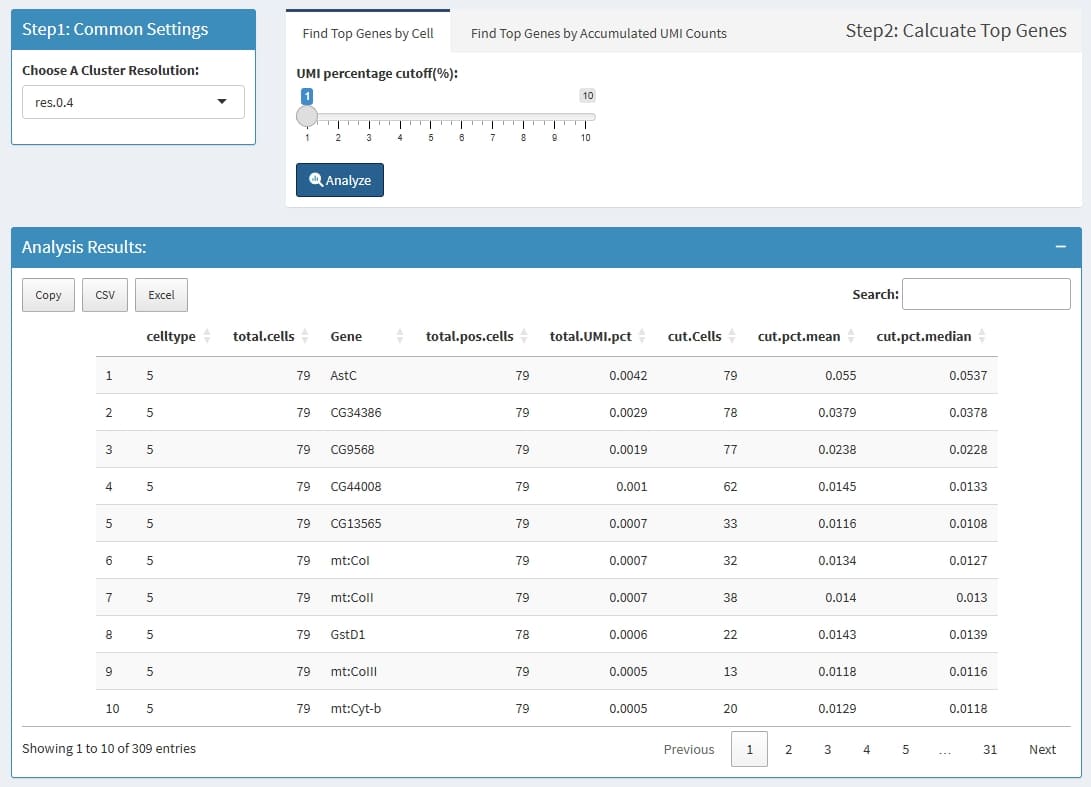 Step1: Common Settings
Choose A Cluster Resolution:
res.0.4
Find Top Genes by Cell Find Top Genes by Accumulated UMI Counts Step2: Calcuate Top Genes
UMI percentage cutoff(%):
1 10
1 2 3 4 5 6 7 8 9 10
Analyze
Analysis Results:
Copy CSV Excel Search:
celltype total.cells Gene total.pos.cells total.UMI.pct cut.Cells cut.pct.mean cut.pct.median
1 5 79 AstC 79 0.0042 79 0.055 0.0537
2 5 79 CG34386 79 0.0029 78 0.0379 0.0378
3 5 79 CG9568 79 0.0019 77 0.0238 0.0228
4 5 79 CG44008 79 0.001 62 0.0145 0.0133
5 5 79 CG13565 79 0.0007 33 0.0116 0.0108
6 5 79 mt:CoI 79 0.0007 32 0.0134 0.0127
7 5 79 mt:CoII 79 0.0007 38 0.014 0.013
8 5 79 GstD1 78 0.0006 22 0.0143 0.0139
9 5 79 mt:CoIII 79 0.0005 13 0.0118 0.0116
10 5 79 mt:Cyt-b 79 0.0005 20 0.0129 0.0118
Showing 1 to 10 of 309 entries Previous 1 2 3 4 5 ... 31 Next